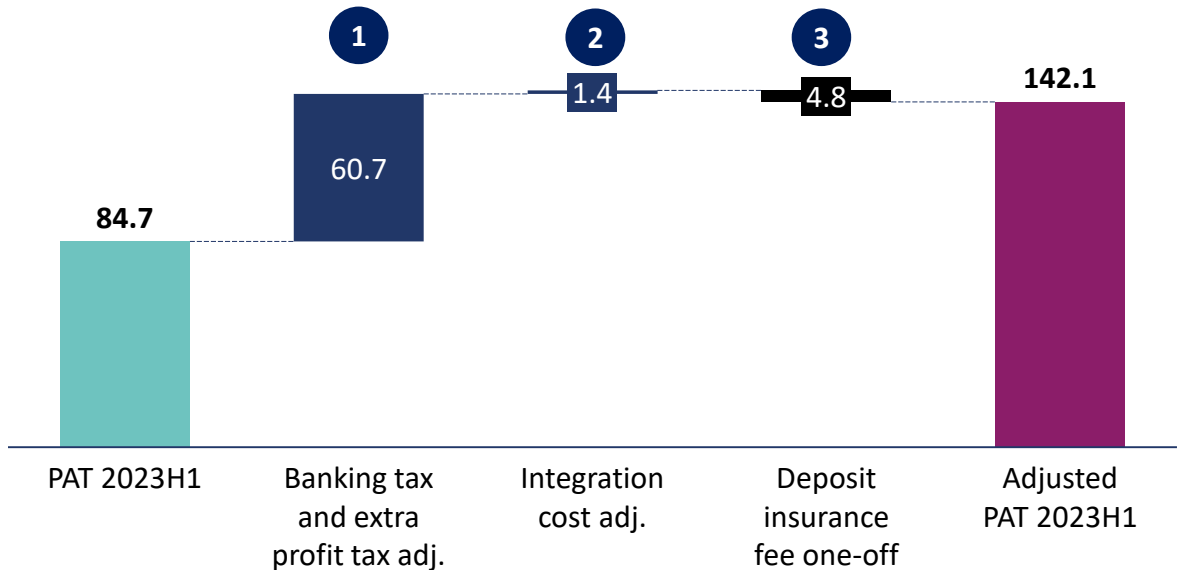 1
2
3
84.7
60.7
1.4
4.8
142.1
PAT 2023H1
Banking tax
and extra
profit tax adj.
Integration
cost adj.
Deposit
insurance
fee one-off
Adjusted
PAT 2023H1